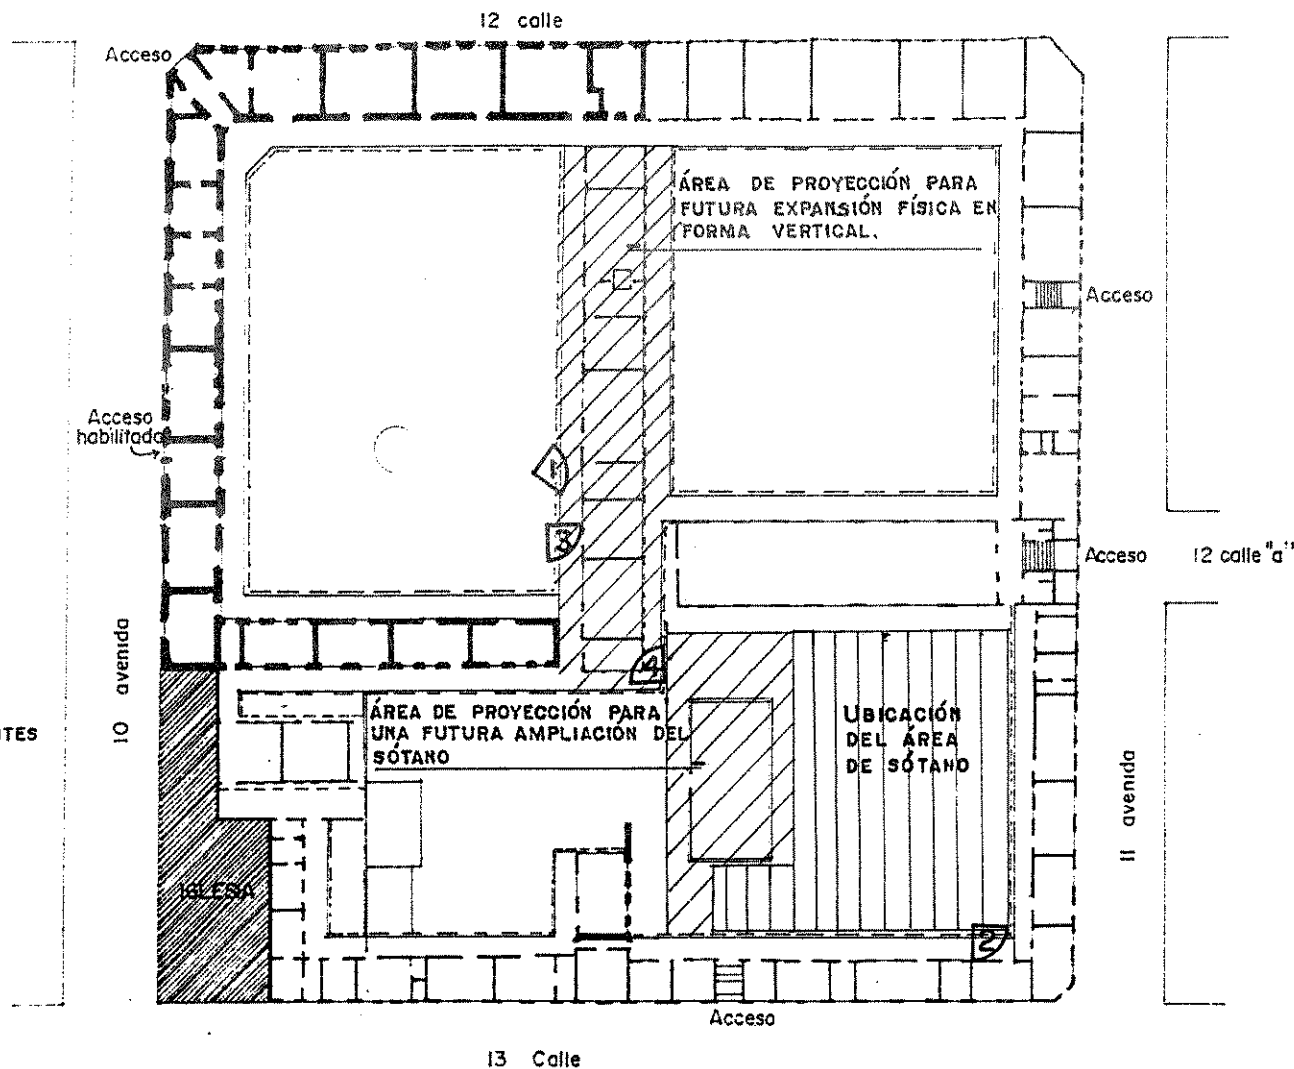 12 calle
Acceso
ÁREA DE PROYECCIÓN PARA
FUTURA EXPANSIÓN FÍSICA EN
FORMA VERTICAL.
Acceso
Acceso
habilitado
1
3
Acceso
12 calle "a"
10 avenida
4
ÁREA DE PROYECCIÓN PARA
UNA FUTURA AMPLIACIÓN DEL
SÓTANO
UBICACIÓN
DEL ÁREA
DE SÓTANO
11 avenida
IGLESIA
2
Acceso
13 Calle